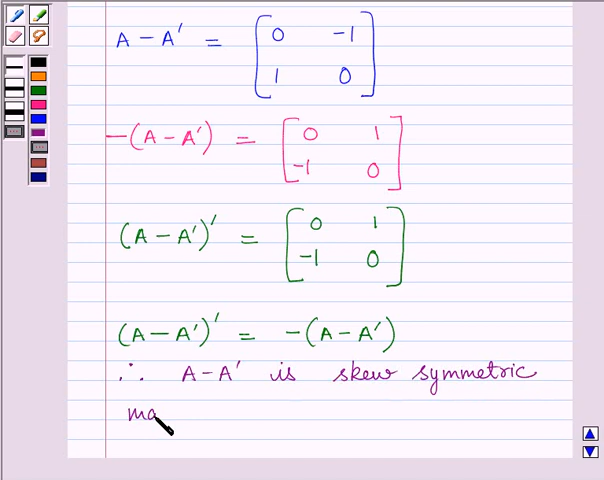 A - A' = [ 0 -1
1 0 ]
-(A - A') = [ 0 1
-1 0 ]
(A - A')' = [ 0 1
-1 0 ]
(A - A')' = -(A - A')
∴ A - A' is skew symmetric
ma